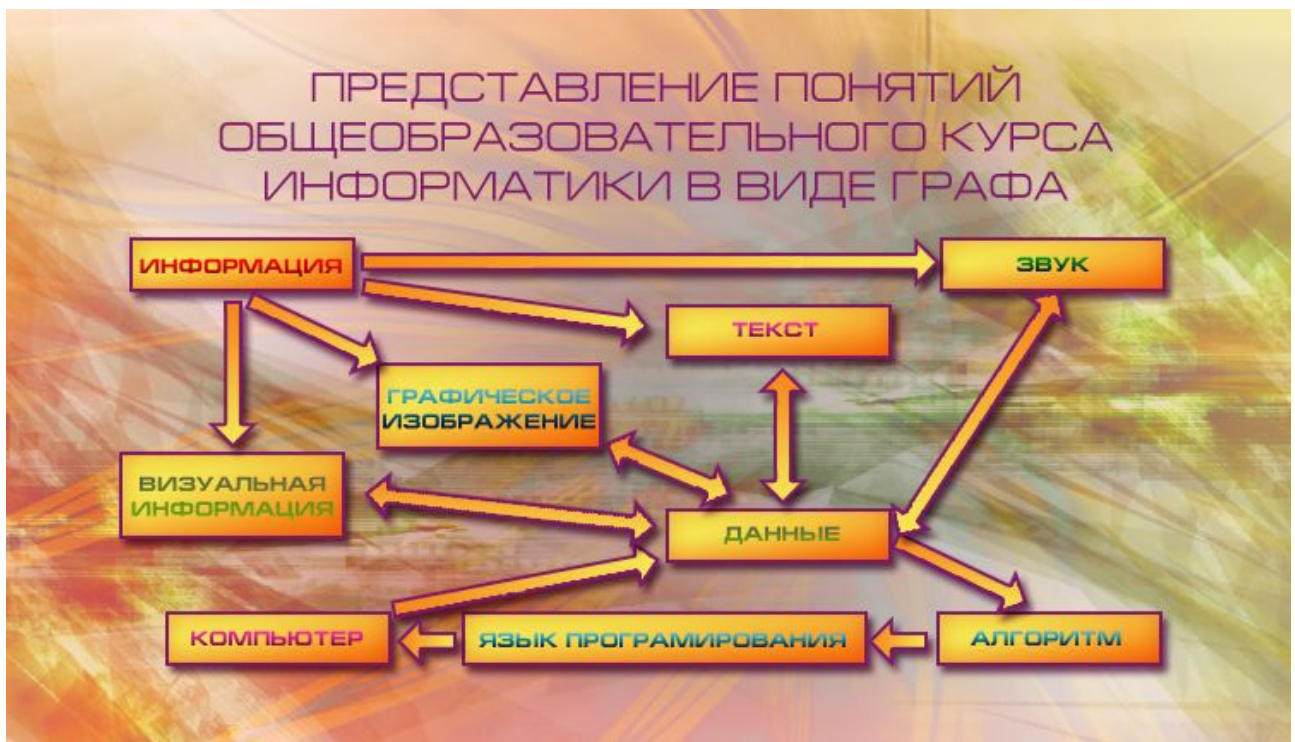 ПРЕДСТАВЛЕНИЕ ПОНЯТИЙ
ОБЩЕОБРАЗОВАТЕЛЬНОГО КУРСА
ИНФОРМАТИКИ В ВИДЕ ГРАФА
ИНФОРМАЦИЯ
ЗВУК
ТЕКСТ
ГРАФИЧЕСКОЕ
ИЗОБРАЖЕНИЕ
ВИЗУАЛЬНАЯ
ИНФОРМАЦИЯ
ДАННЫЕ
КОМПЬЮТЕР
ЯЗЫК ПРОГРАМИРОВАНИЯ
АЛГОРИТМ